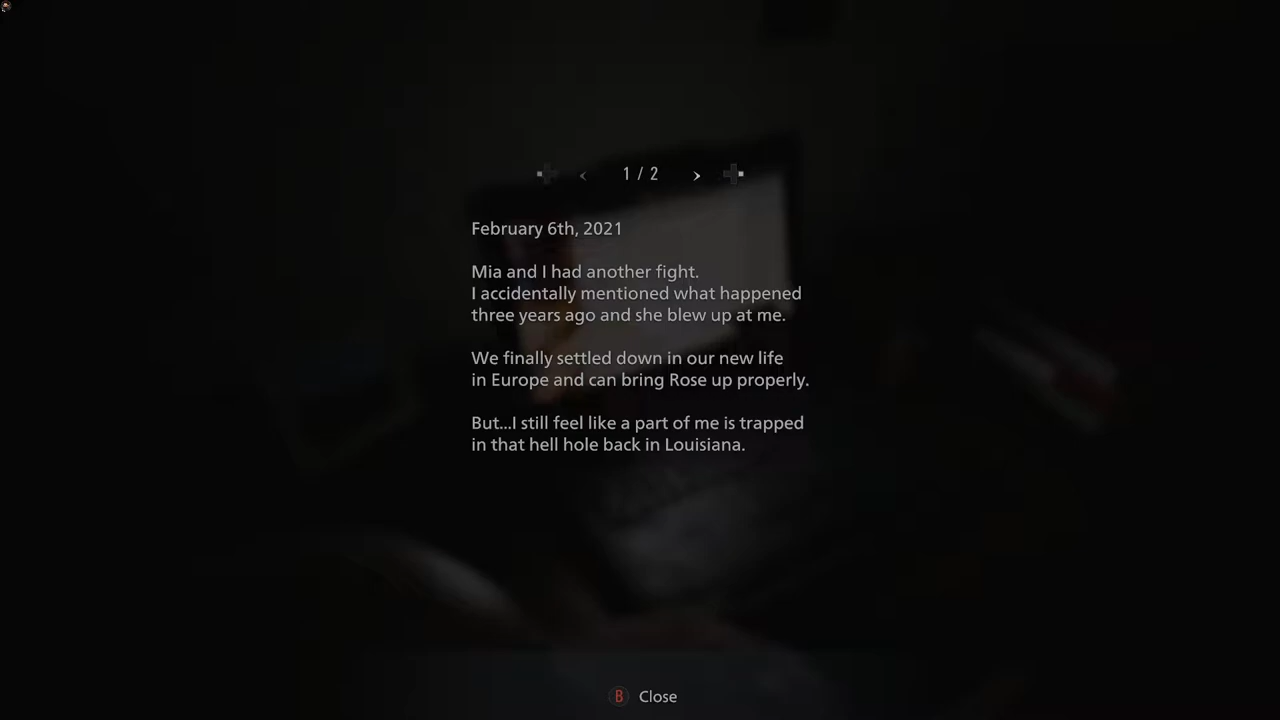 1 / 2
February 6th, 2021
Mia and I had another fight.
I accidentally mentioned what happened
three years ago and she blew up at me.
We finally settled down in our new life
in Europe and can bring Rose up properly.
But...I still feel like a part of me is trapped
in that hell hole back in Louisiana.
B Close